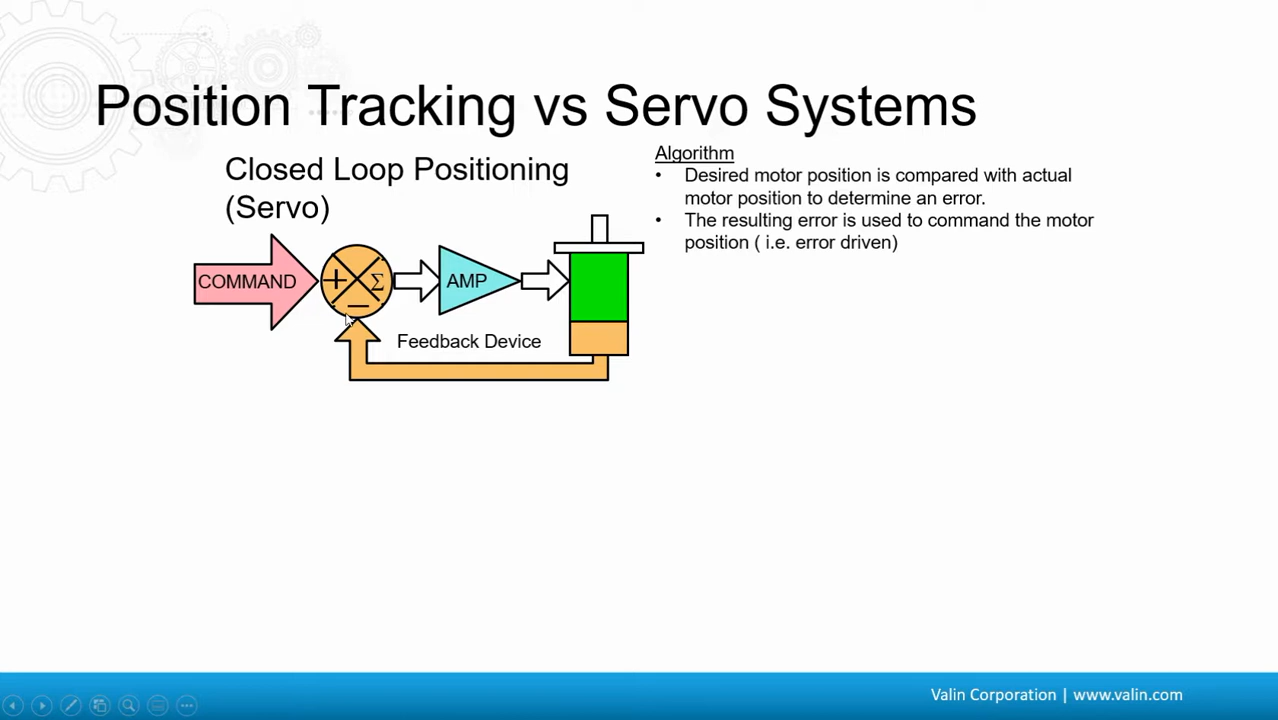 Position Tracking vs Servo Systems
Closed Loop Positioning
(Servo)
Algorithm
• Desired motor position is compared with actual
motor position to determine an error.
• The resulting error is used to command the motor
position ( i.e. error driven)
COMMAND
+
Σ
−
AMP
Feedback Device
Valin Corporation | www.valin.com